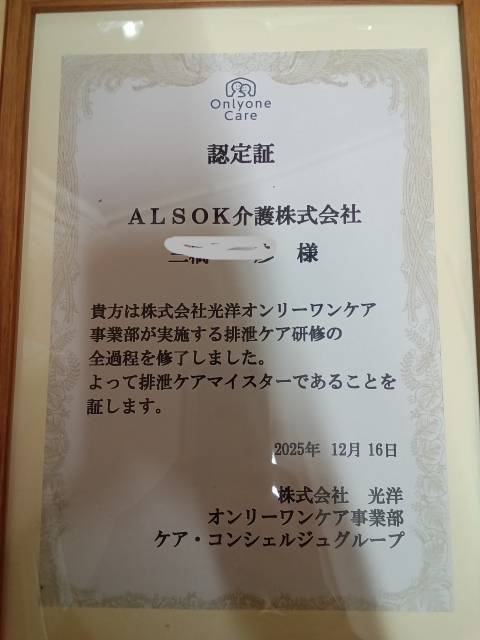 Onlyone
Care
認定証
ALSOK介護株式会社
様
貴方は株式会社光洋オンリーワンケア
事業部が実施する排泄ケア研修の
全過程を修了しました。
よって排泄ケアマイスターであることを
証します。
2025年 12月 16日
株式会社 光洋
オンリーワンケア事業部
ケア・コンシェルジュグループ